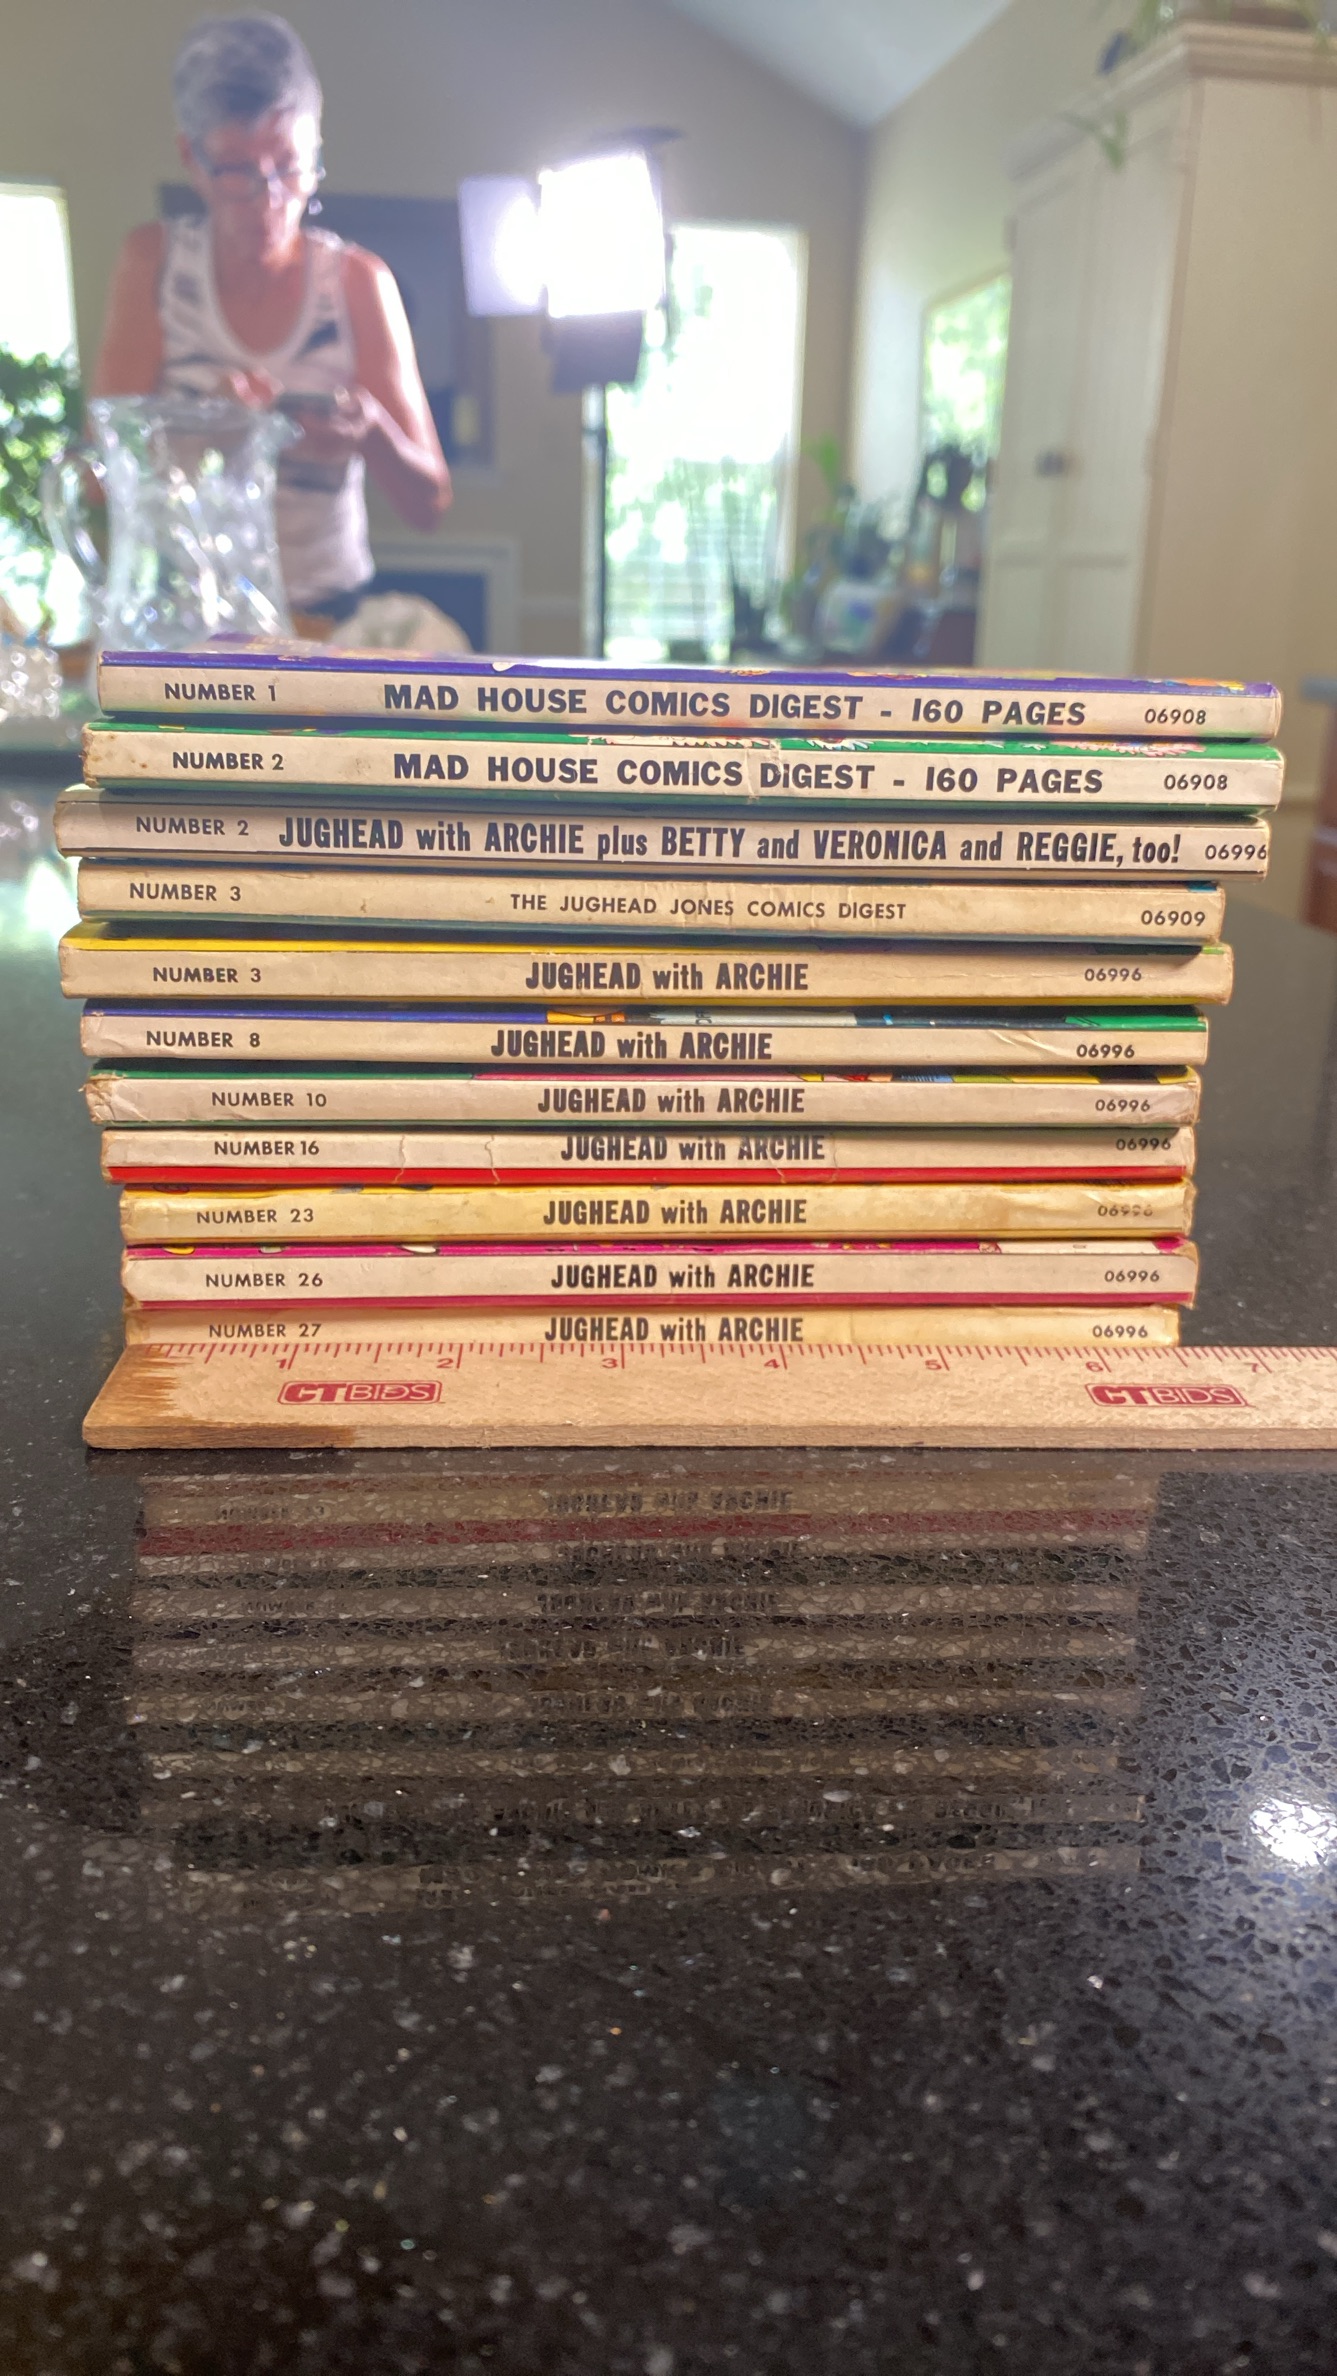 NUMBER 1 MAD HOUSE COMICS DIGEST - 160 PAGES 06908
NUMBER 2 MAD HOUSE COMICS DIGEST - 160 PAGES 06908
NUMBER 2 JUGHEAD with ARCHIE plus BETTY and VERONICA and REGGIE, too! 06996
NUMBER 3 THE JUGHEAD JONES COMICS DIGEST 06909
NUMBER 3 JUGHEAD with ARCHIE 06996
NUMBER 8 JUGHEAD with ARCHIE 06996
NUMBER 10 JUGHEAD with ARCHIE 06996
NUMBER 16 JUGHEAD with ARCHIE 06996
NUMBER 23 JUGHEAD with ARCHIE 06996
NUMBER 26 JUGHEAD with ARCHIE 06996
NUMBER 27 JUGHEAD with ARCHIE 06996
1 2 3 4 5 6 7
CTBIDS CTBIDS